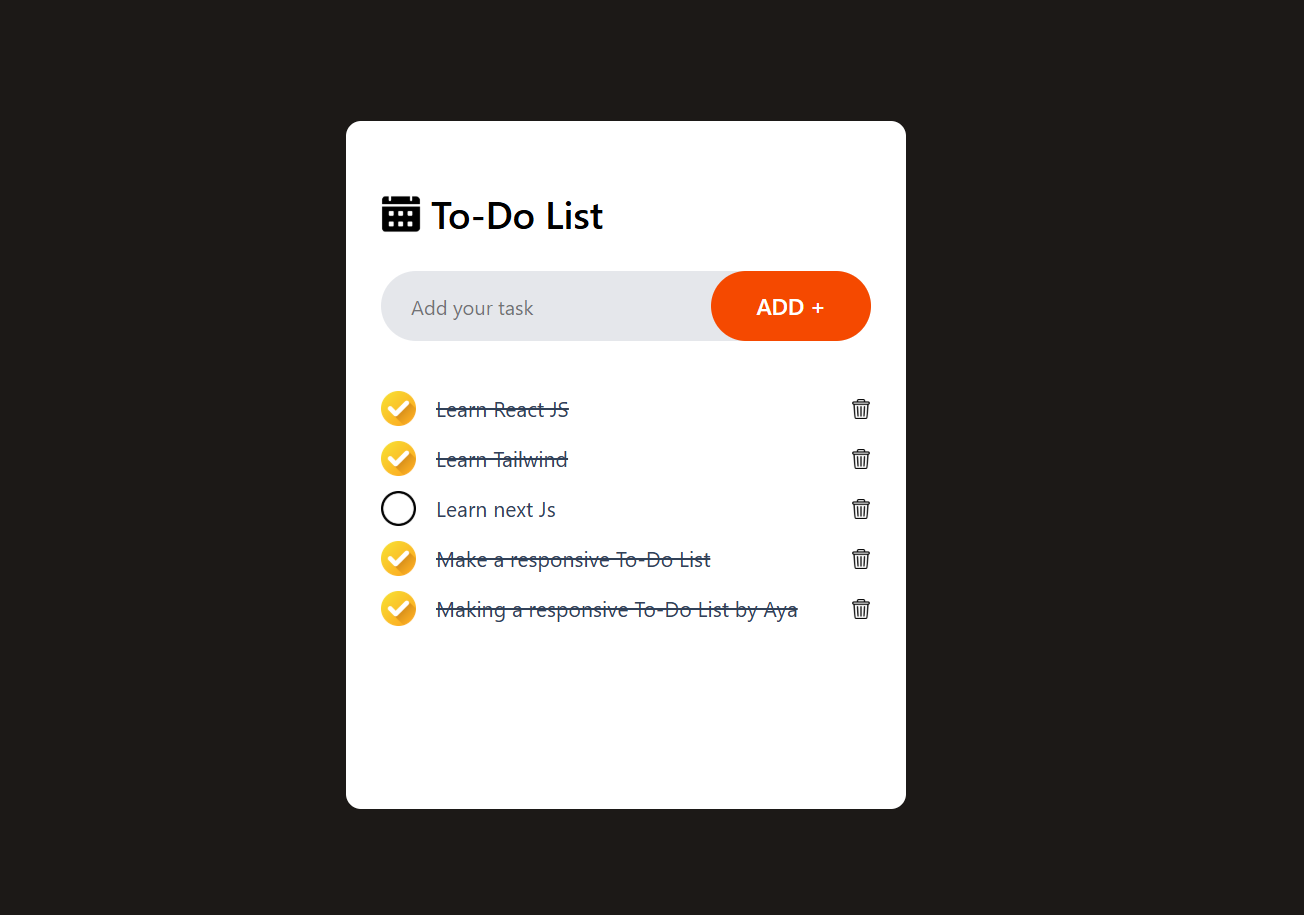 To-Do List
Add your task
ADD +
Learn React JS
Learn Tailwind
Learn next Js
Make a responsive To-Do List
Making a responsive To-Do List by Aya